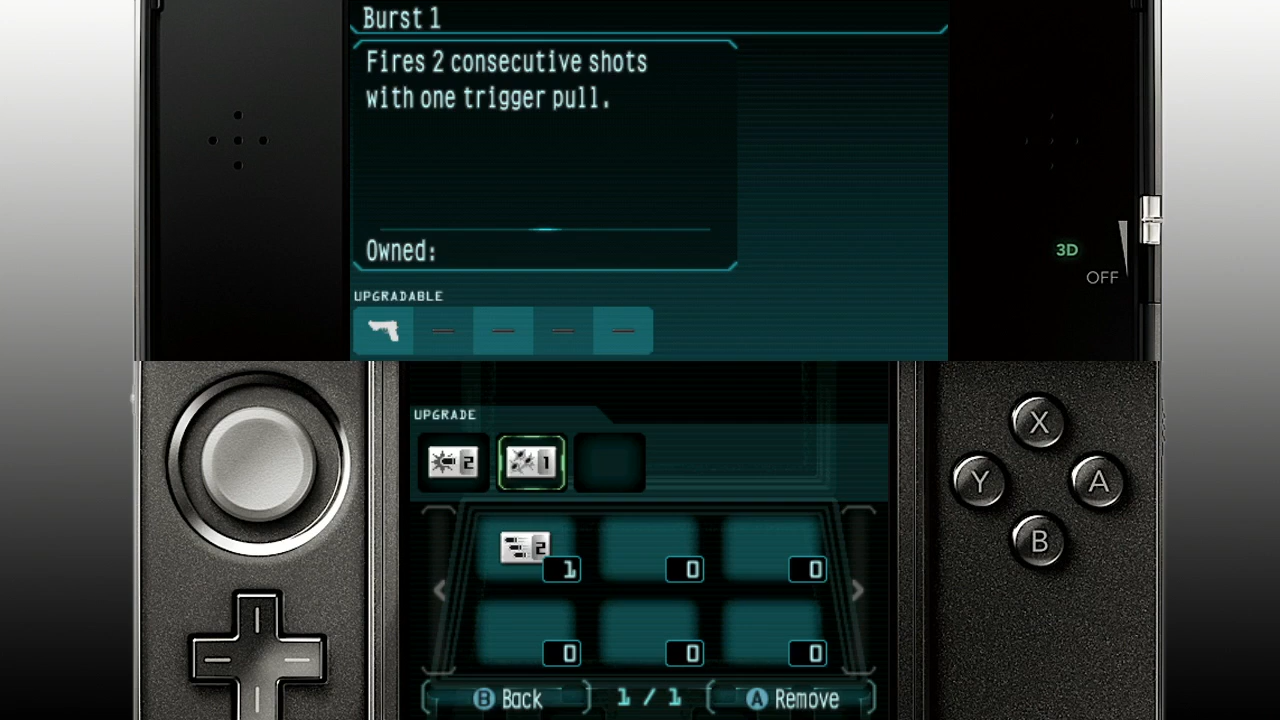 Burst 1
Fires 2 consecutive shots
with one trigger pull.
Owned:
3D
OFF
UPGRADABLE
UPGRADE
X
2
1
Y
A
2
1
0
0
B
0
0
0
B Back
1 / 1
A Remove